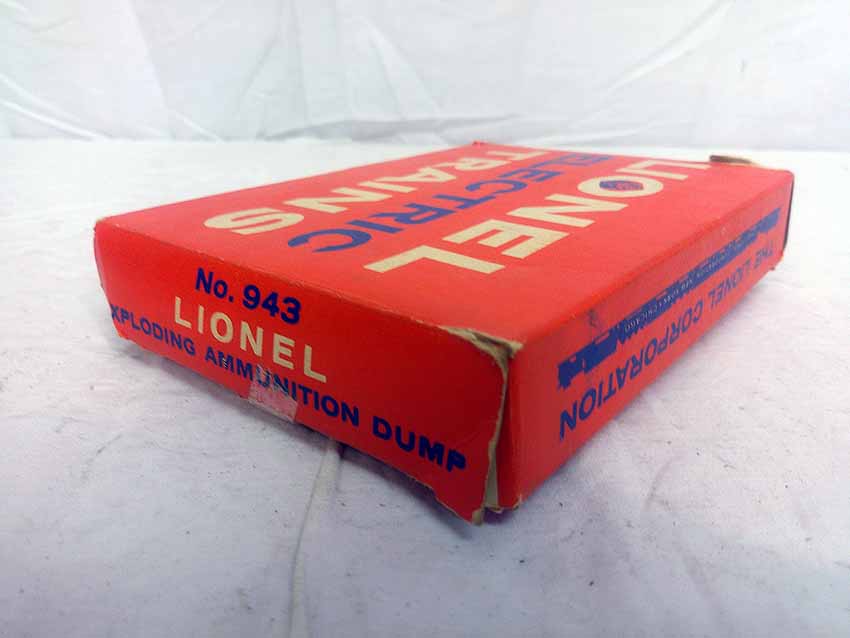 LIONEL
ELECTRIC
TRAINS
No. 943
LIONEL
XPLODING AMMUNITION DUMP
THE LIONEL CORPORATION